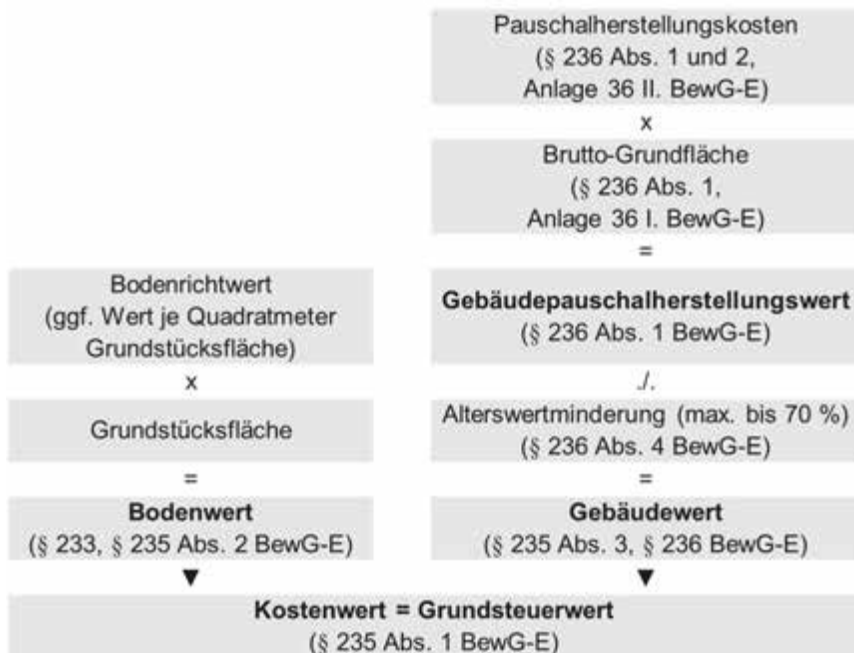 Pauschalherstellungskosten
(§ 236 Abs. 1 und 2,
Anlage 36 II. BewG-E)
x
Brutto-Grundfläche
(§ 236 Abs. 1,
Anlage 36 I. BewG-E)
=
Bodenrichtwert
(ggf. Wert je Quadratmeter
Grundstücksfläche)
x
Grundstücksfläche
=
Bodenwert
(§ 233, § 235 Abs. 2 BewG-E)
▼
Gebäudepauschalherstellungswert
(§ 236 Abs. 1 BewG-E)
./.
Alterswertminderung (max. bis 70 %)
(§ 236 Abs. 4 BewG-E)
=
Gebäudewert
(§ 235 Abs. 3, § 236 BewG-E)
▼
Kostenwert = Grundsteuerwert
(§ 235 Abs. 1 BewG-E)